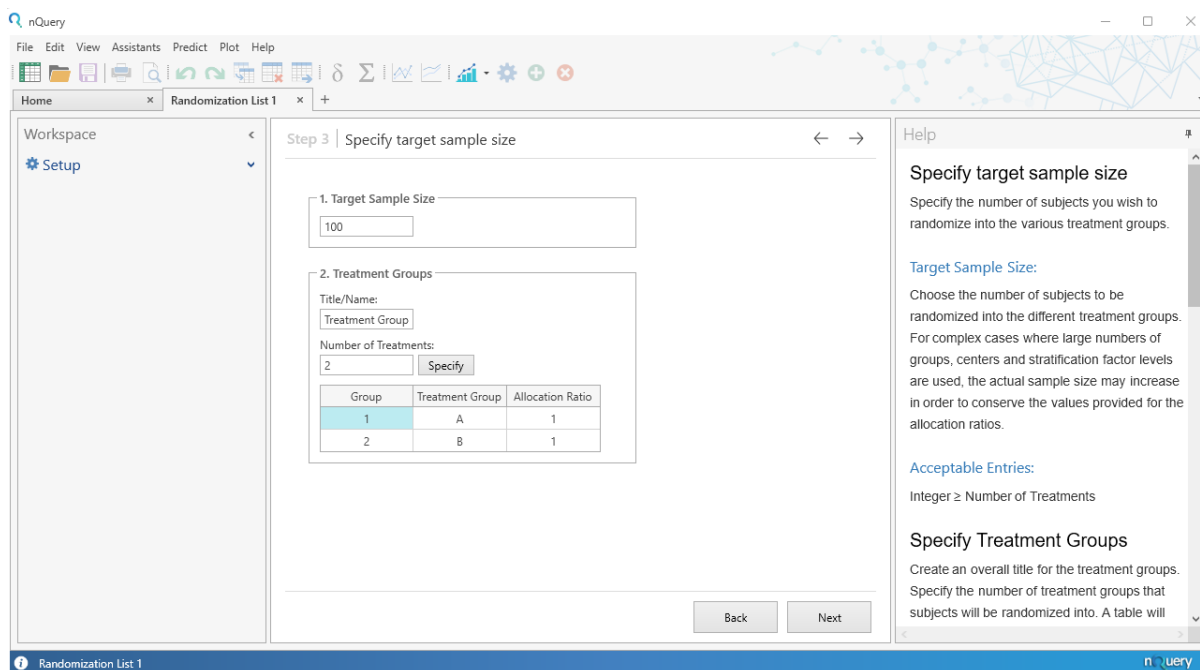 nQuery
File Edit View Assistants Predict Plot Help
Home
Randomization List 1
Workspace
Setup
Step 3 Specify target sample size
1. Target Sample Size
100
2. Treatment Groups
Title/Name:
Treatment Group
Number of Treatments:
2 Specify
Group Treatment Group Allocation Ratio
1 A 1
2 B 1
Back Next
Help
Specify target sample size
Specify the number of subjects you wish to
randomize into the various treatment groups.
Target Sample Size:
Choose the number of subjects to be
randomized into the different treatment groups.
For complex cases where large numbers of
groups, centers and stratification factor levels
are used, the actual sample size may increase
in order to conserve the values provided for the
allocation ratios.
Acceptable Entries:
Integer ≥ Number of Treatments
Specify Treatment Groups
Create an overall title for the treatment groups.
Specify the number of treatment groups that
subjects will be randomized into. A table will
Randomization List 1
nQuery